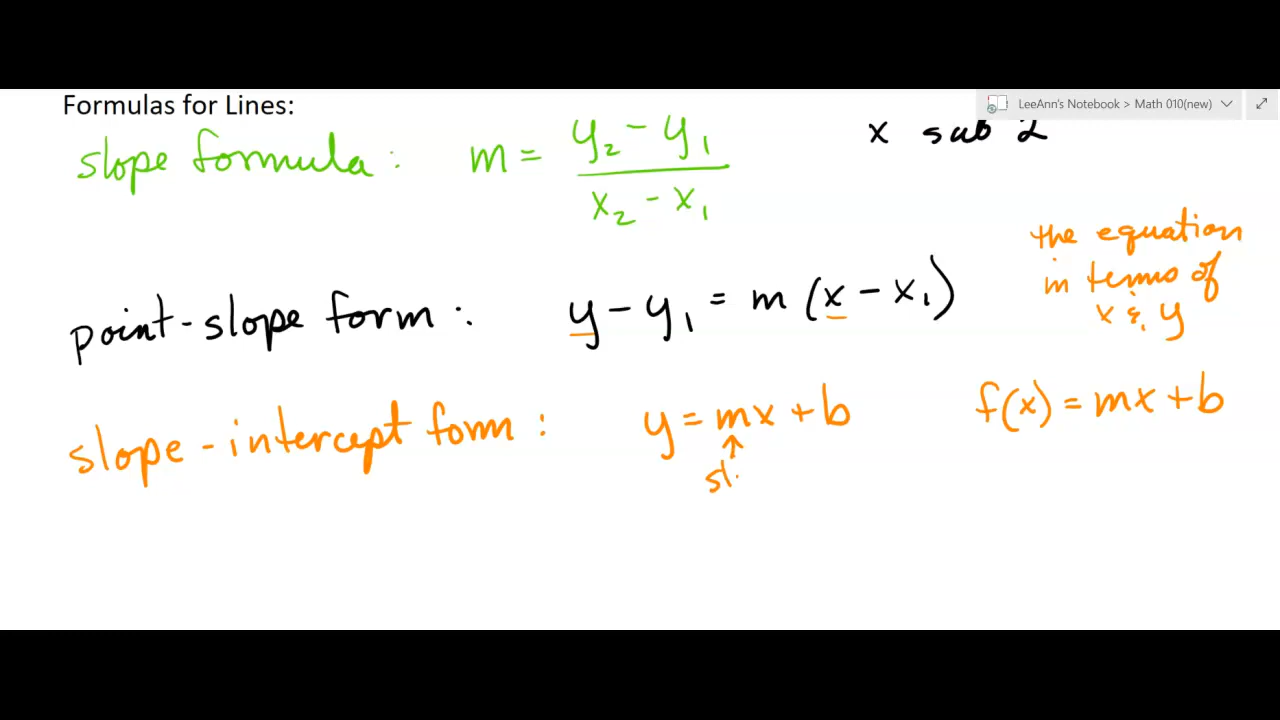 Formulas for Lines:
LeeAnn's Notebook > Math 010(new)
x sub 2
slope formula: m = (y₂ - y₁)/(x₂ - x₁)
the equation
in terms of
x & y
point-slope form: y - y₁ = m(x - x₁)
slope-intercept form: y = mx + b f(x) = mx + b
↑
sl